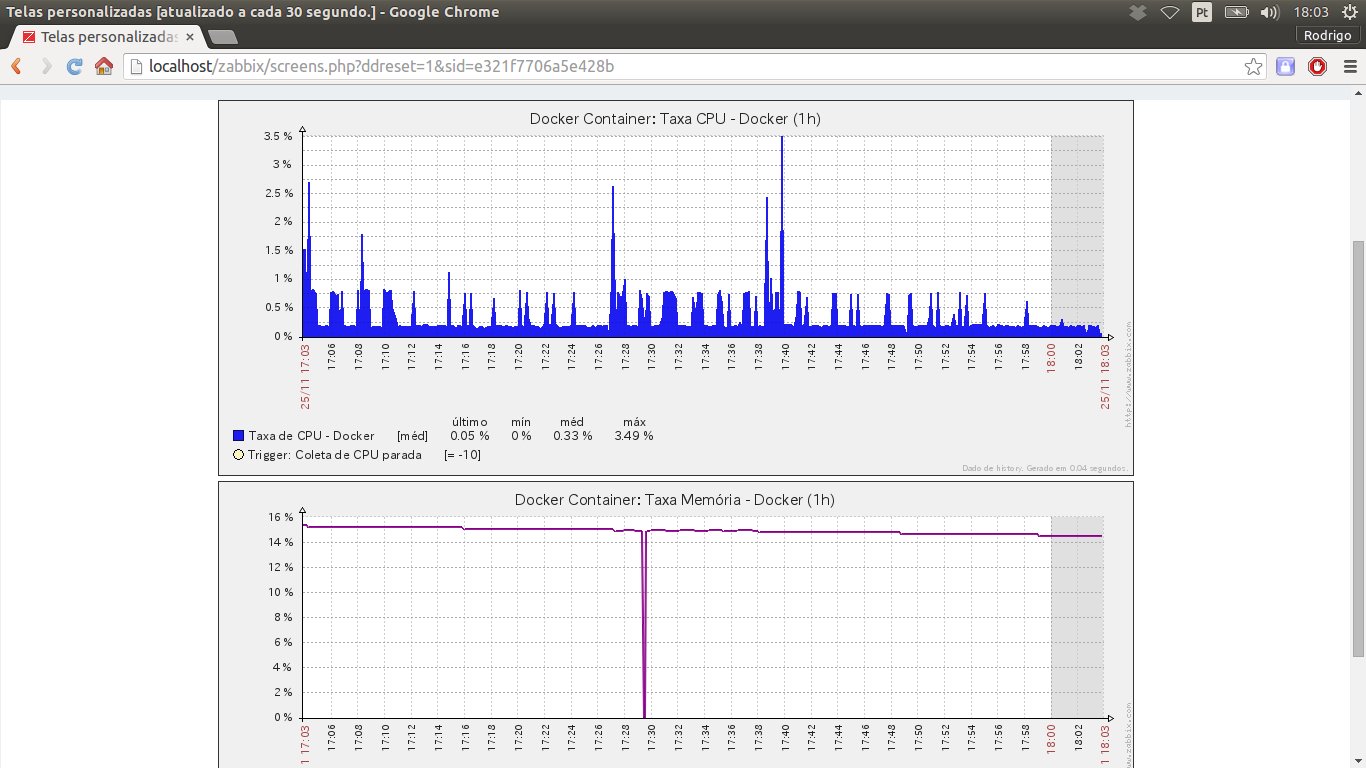 Telas personalizadas [atualizado a cada 30 segundo.] - Google Chrome
Pt
18:03
Telas personalizadas
Rodrigo
localhost/zabbix/screens.php?ddreset=1&sid=e321f7706a5e428b
Docker Container: Taxa CPU - Docker (1h)
3.5 %
3 %
2.5 %
2 %
1.5 %
1 %
0.5 %
0 %
25/11 17:03 17:06 17:08 17:10 17:12 17:14 17:16 17:18 17:20 17:22 17:24 17:26 17:28 17:30 17:32 17:34 17:36 17:38 17:40 17:42 17:44 17:46 17:48 17:50 17:52 17:54 17:56 17:58 18:00 18:02 25/11 18:03
http://www.zabbix.com
último mín méd máx
Taxa de CPU - Docker [méd] 0.05 % 0 % 0.33 % 3.49 %
Trigger: Coleta de CPU parada [= -10]
Dado de history. Gerado em 0.04 segundos.
Docker Container: Taxa Memória - Docker (1h)
16 %
14 %
12 %
10 %
8 %
6 %
4 %
2 %
0 %
1 17:03 17:06 17:08 17:10 17:12 17:14 17:16 17:18 17:20 17:22 17:24 17:26 17:28 17:30 17:32 17:34 17:36 17:38 17:40 17:42 17:44 17:46 17:48 17:50 17:52 17:54 17:56 17:58 18:00 18:02 1 18:03
.zabbix.com